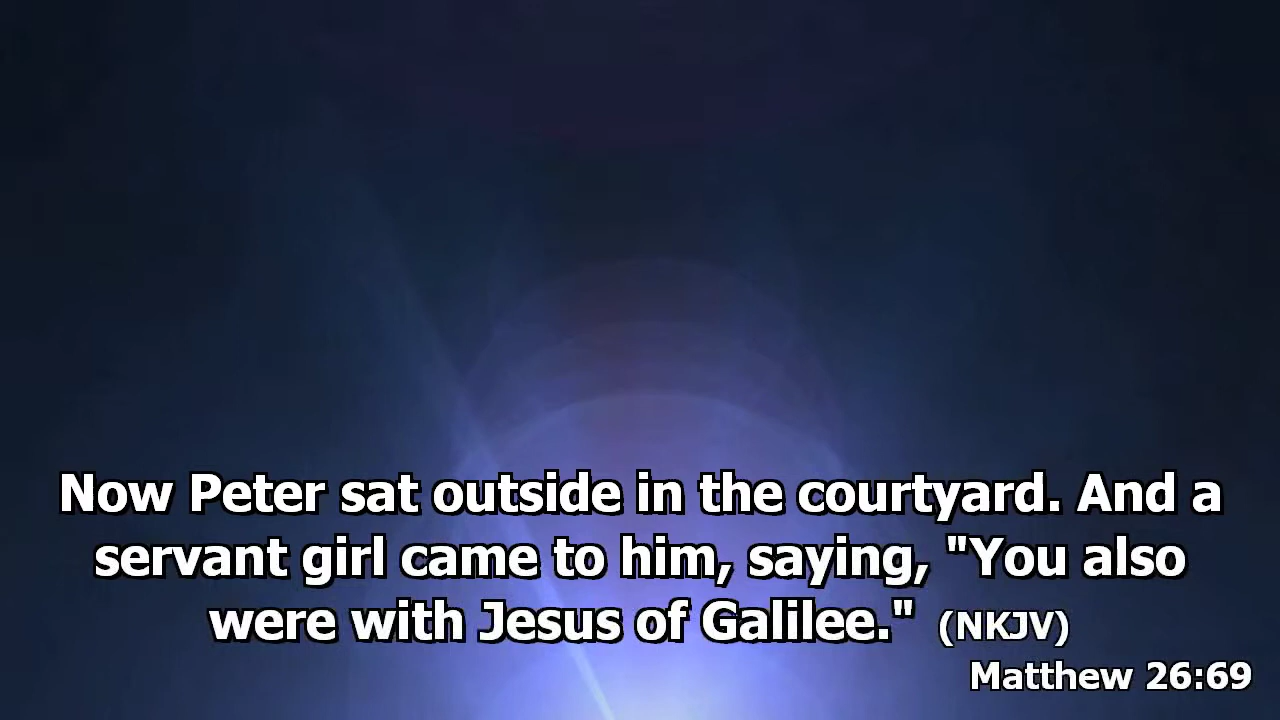 Now Peter sat outside in the courtyard. And a
servant girl came to him, saying, "You also
were with Jesus of Galilee." (NKJV)
Matthew 26:69